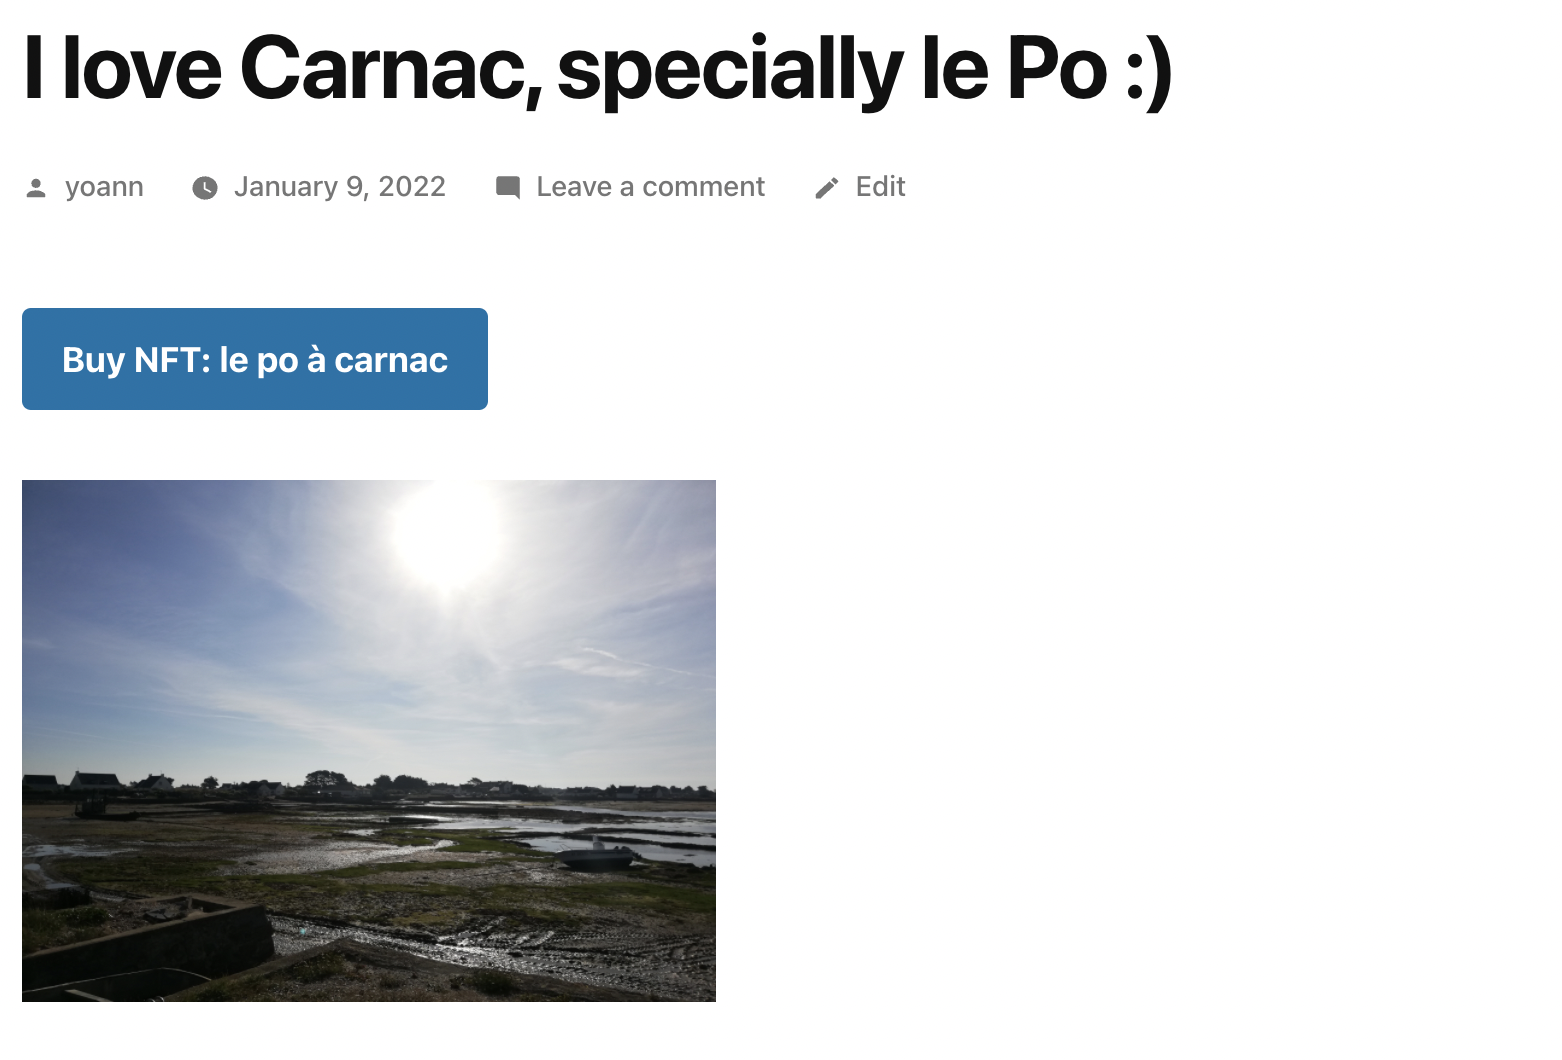 I love Carnac, specially le Po :)
yoann January 9, 2022 Leave a comment Edit
Buy NFT: le po à carnac